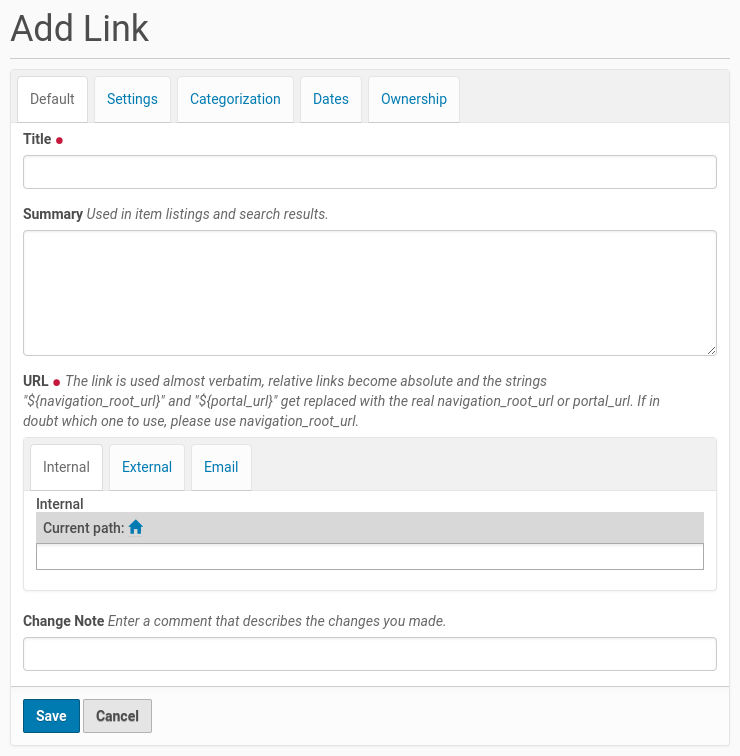 Add Link
Default Settings Categorization Dates Ownership
Title
Summary Used in item listings and search results.
URL The link is used almost verbatim, relative links become absolute and the strings
"${navigation_root_url}" and "${portal_url}" get replaced with the real navigation_root_url or portal_url. If in
doubt which one to use, please use navigation_root_url.
Internal External Email
Internal
Current path:
Change Note Enter a comment that describes the changes you made.
Save Cancel